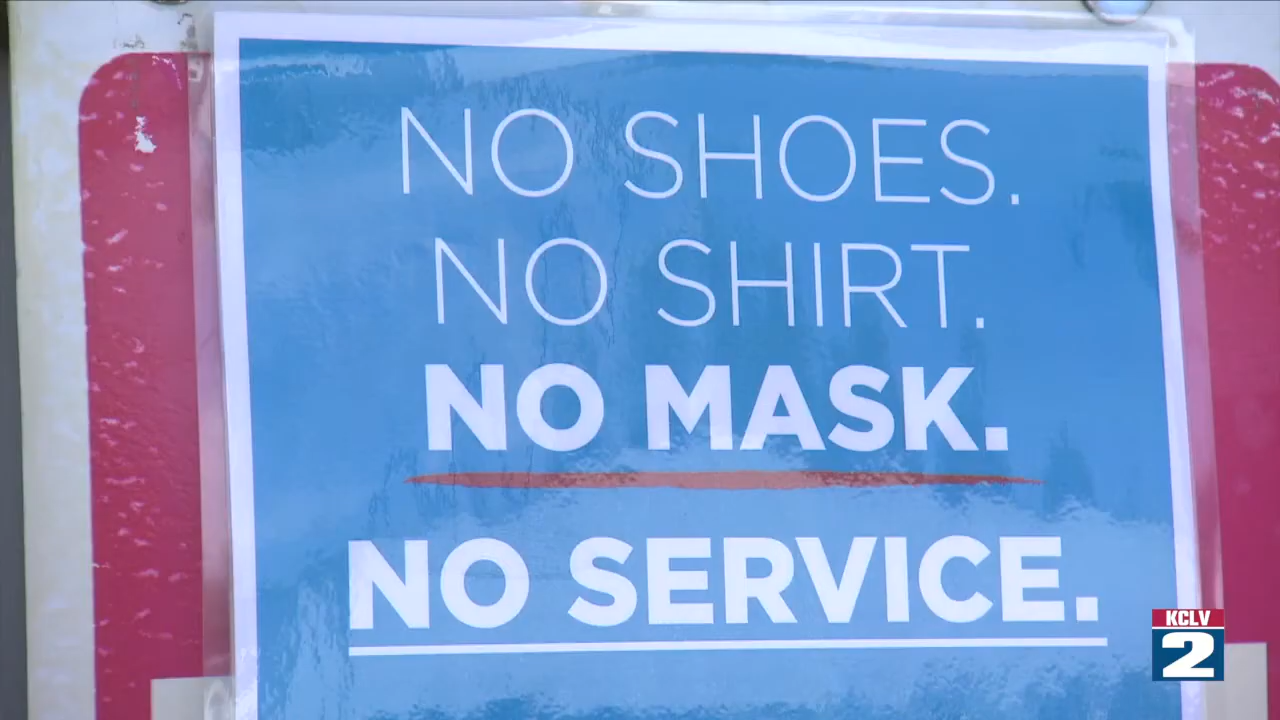 NO SHOES.
NO SHIRT.
NO MASK.
NO SERVICE.
KCLV
2